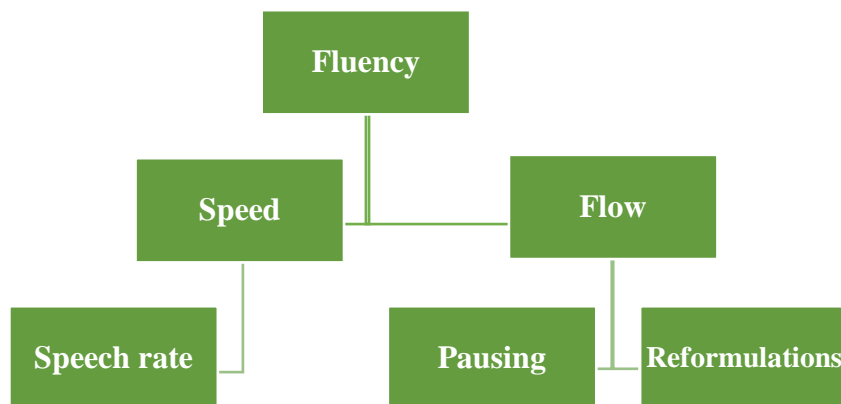 Fluency
Speed
Flow
Speech rate
Pausing
Reformulations